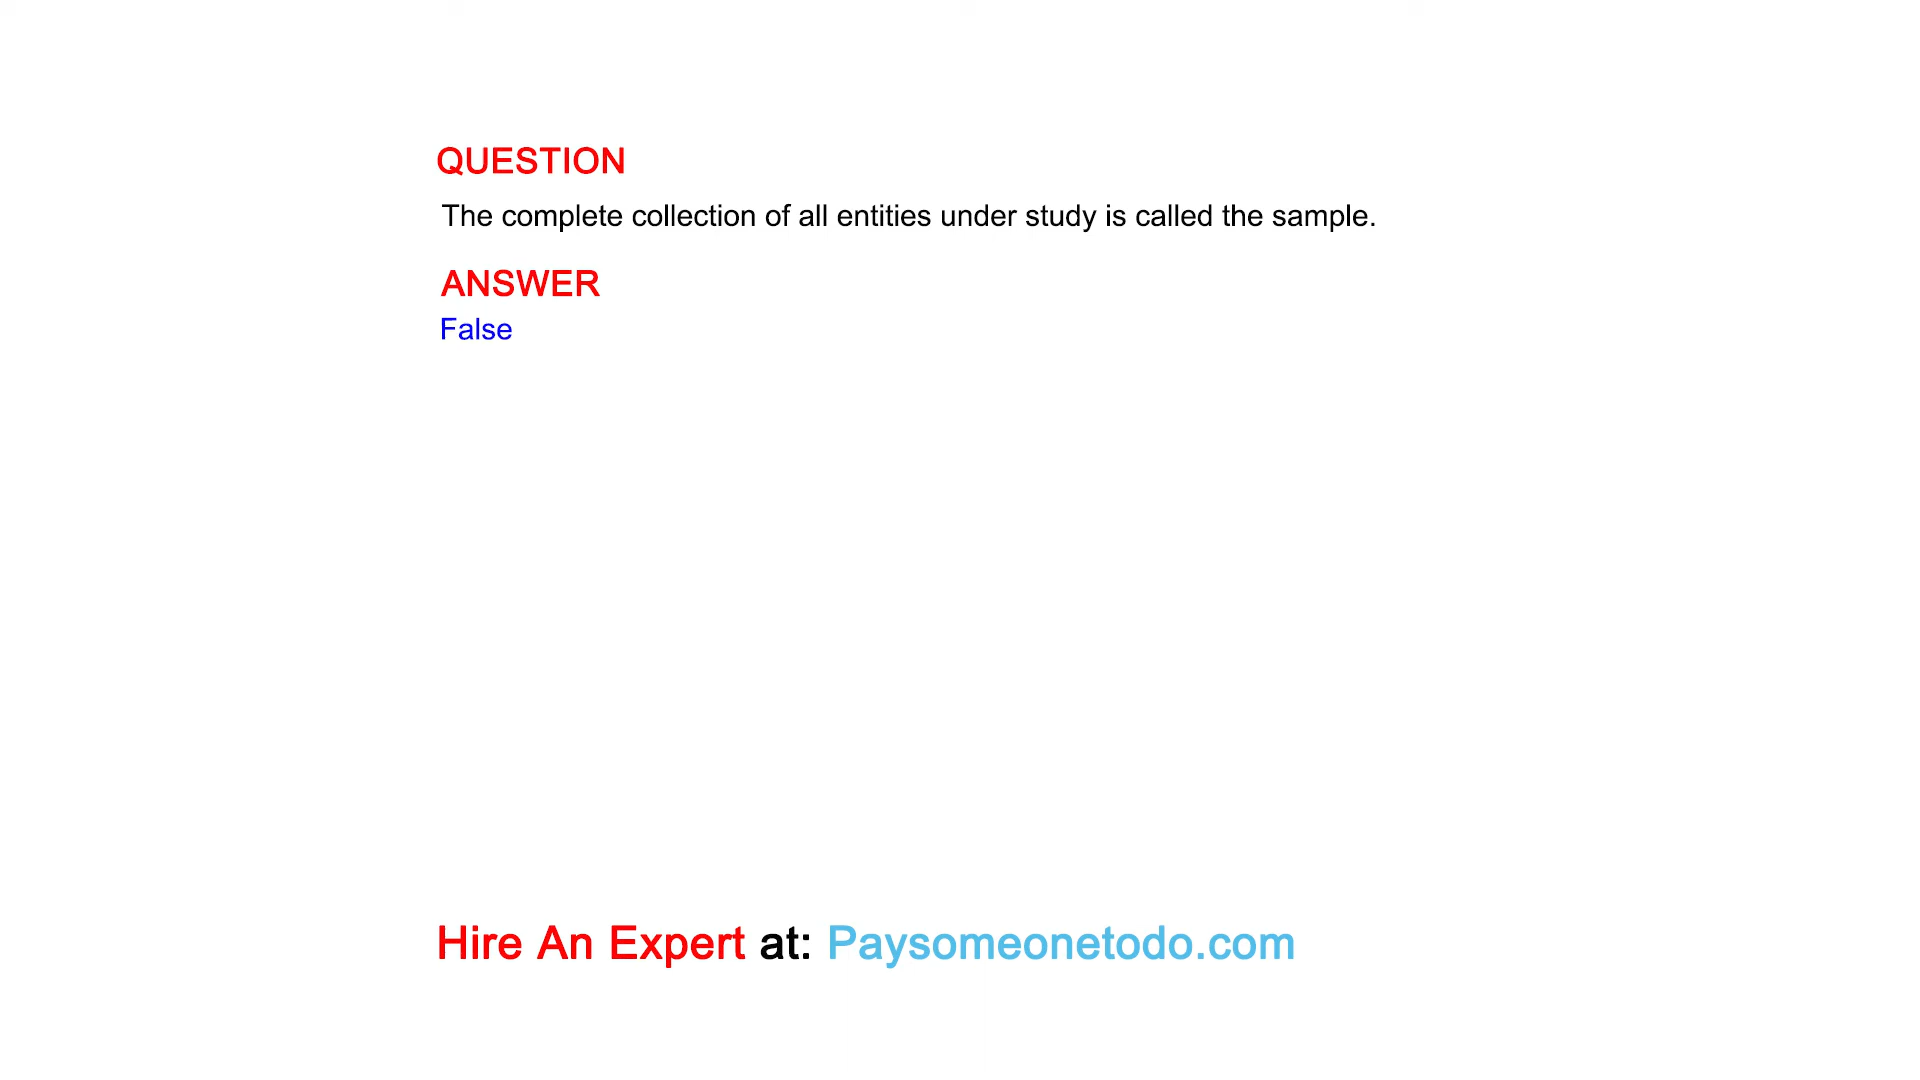 QUESTION
The complete collection of all entities under study is called the sample.
ANSWER
False
Hire An Expert at: Paysomeonetodo.com